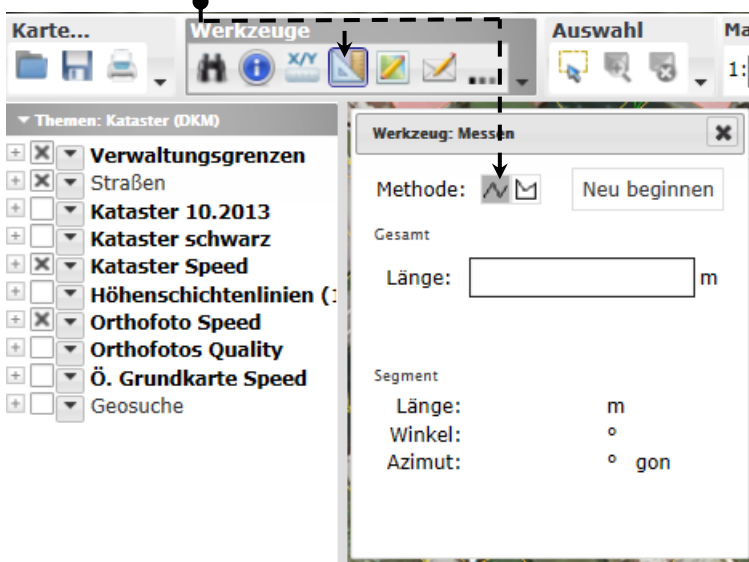 Karte...
Werkzeuge
Auswahl
Ma
X/Y
1:
Themen: Kataster (DKM)
Verwaltungsgrenzen
Straßen
Kataster 10.2013
Kataster schwarz
Kataster Speed
Höhenschichtenlinien (1
Orthofoto Speed
Orthofotos Quality
Ö. Grundkarte Speed
Geosuche
Werkzeug: Messen
Methode:
Neu beginnen
Gesamt
Länge: m
Segment
Länge: m
Winkel: °
Azimut: ° gon